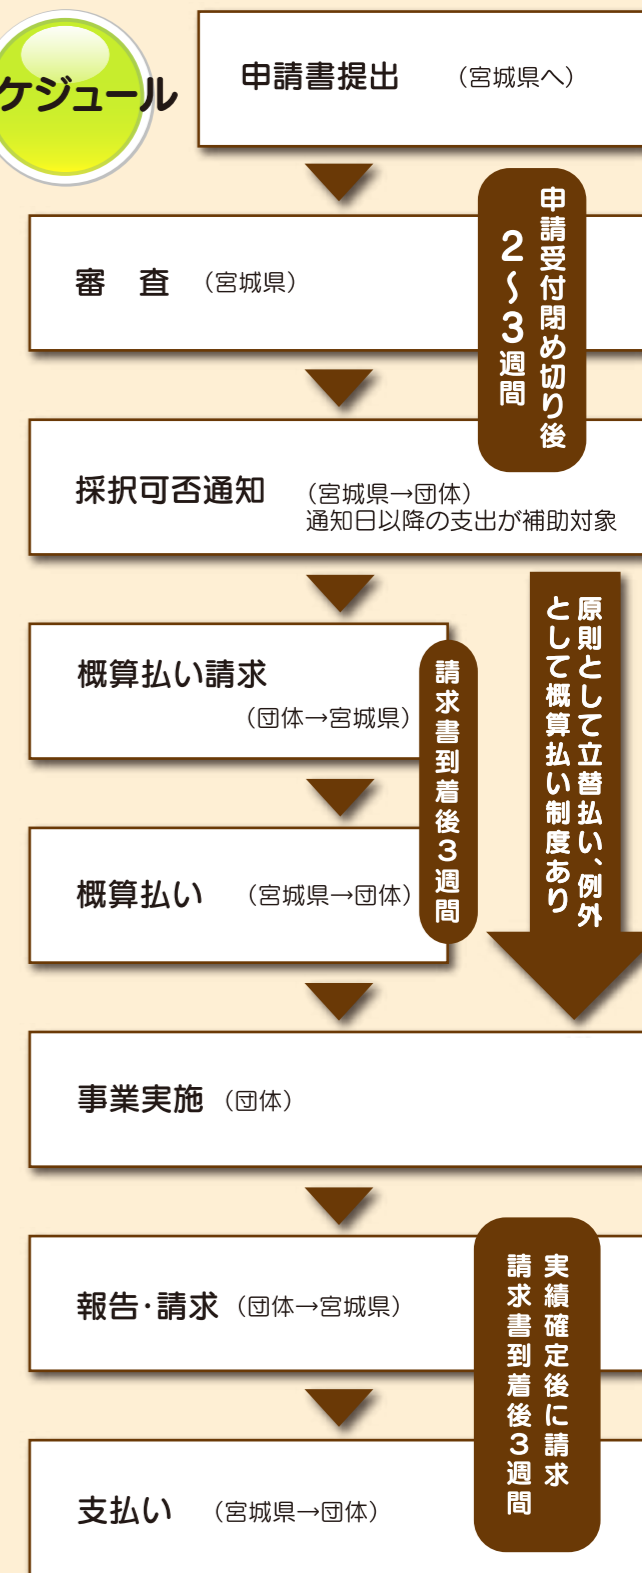 ケジュール
申請書提出 （宮城県へ）
審　査 （宮城県）
申請受付閉め切り後
2〜3週間
採択可否通知 （宮城県→団体）
通知日以降の支出が補助対象
概算払い請求
（団体→宮城県）
請求書到着後3週間
原則として立替払い、例外
として概算払い制度あり
概算払い （宮城県→団体）
事業実施 （団体）
報告・請求 （団体→宮城県）
実績確定後に請求
請求書到着後3週間
支払い （宮城県→団体）